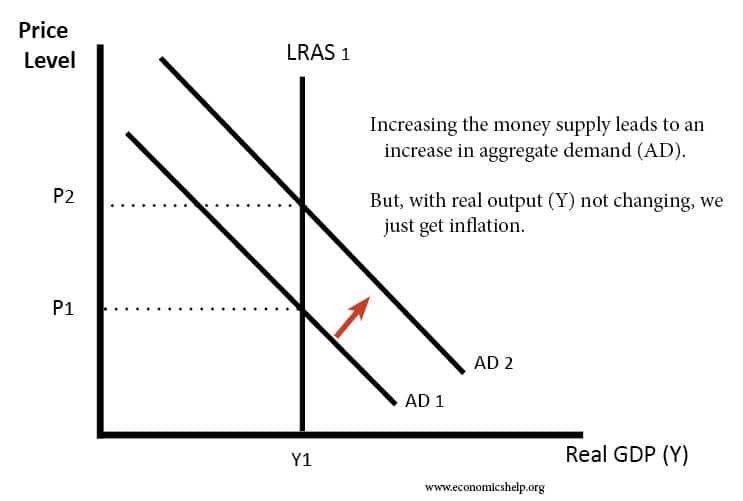 Price
Level
LRAS 1
Increasing the money supply leads to an
increase in aggregate demand (AD).
P2
But, with real output (Y) not changing, we
just get inflation.
P1
AD 2
AD 1
Y1
Real GDP (Y)
www.economicshelp.org